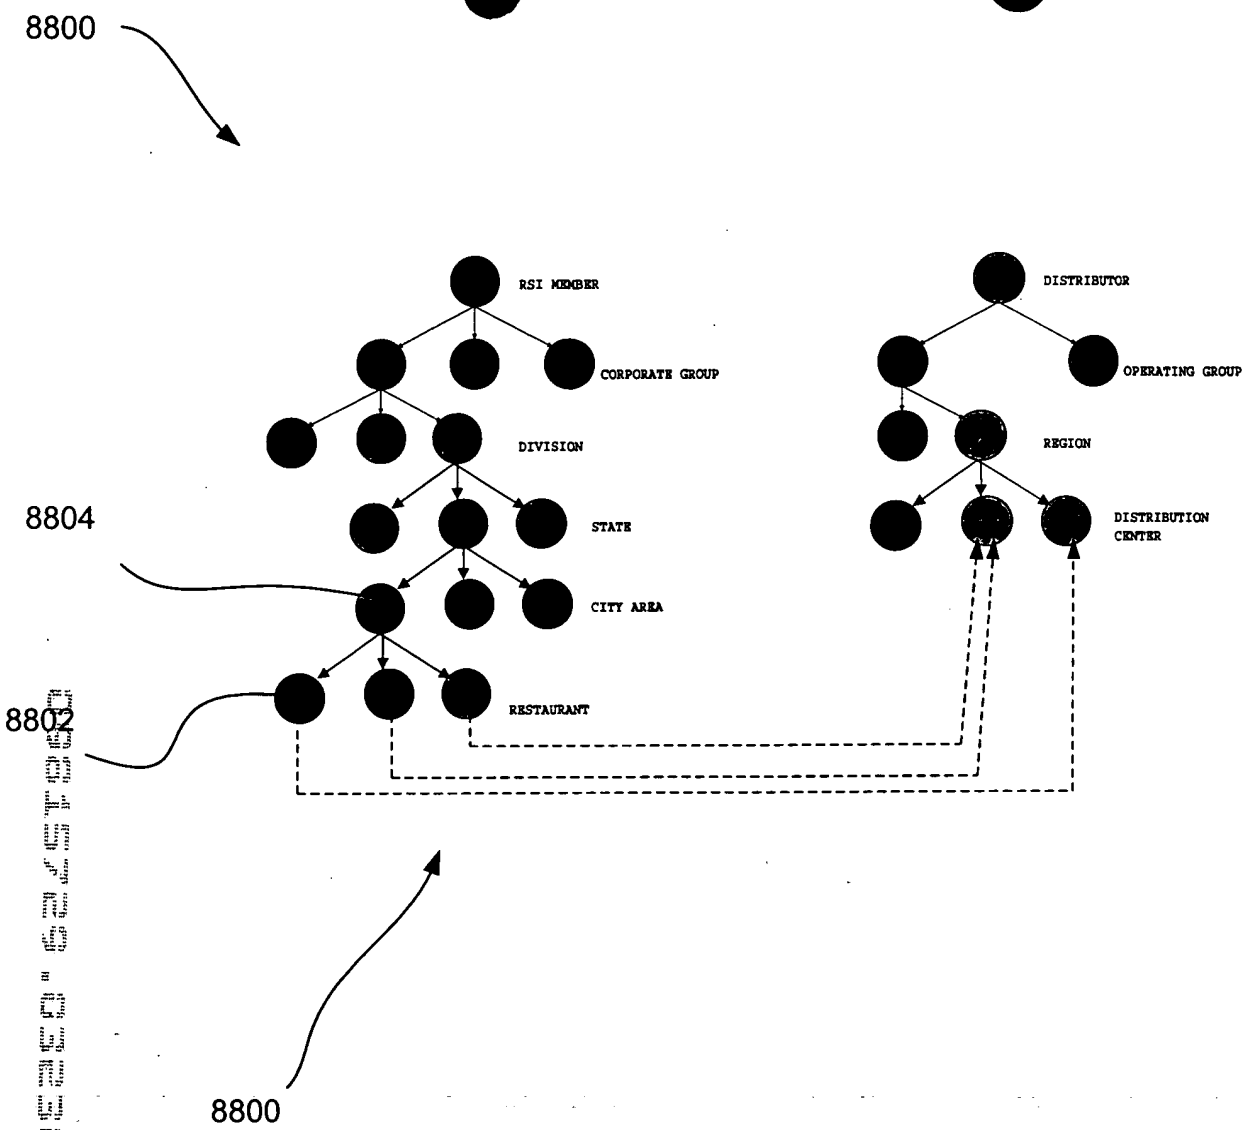 8800
RSI MEMBER
DISTRIBUTOR
CORPORATE GROUP
OPERATING GROUP
DIVISION
REGION
8804
STATE
DISTRIBUTION
CENTER
CITY AREA
8802
RESTAURANT
8800